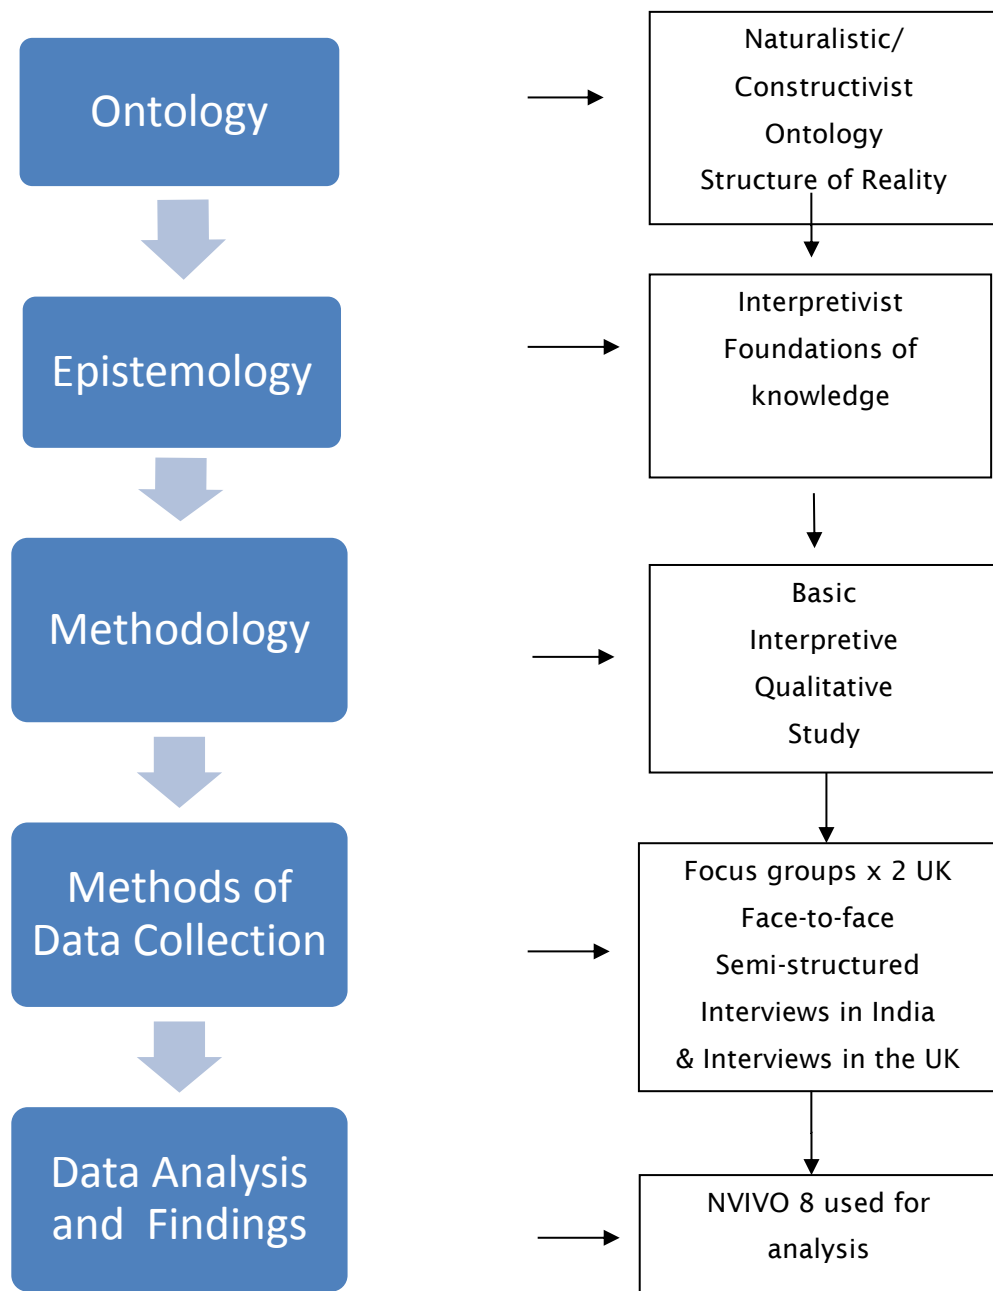 Ontology
Naturalistic/
Constructivist
Ontology
Structure of Reality
Epistemology
Interpretivist
Foundations of
knowledge
Methodology
Basic
Interpretive
Qualitative
Study
Methods of
Data Collection
Focus groups x 2 UK
Face-to-face
Semi-structured
Interviews in India
& Interviews in the UK
Data Analysis
and Findings
NVIVO 8 used for
analysis